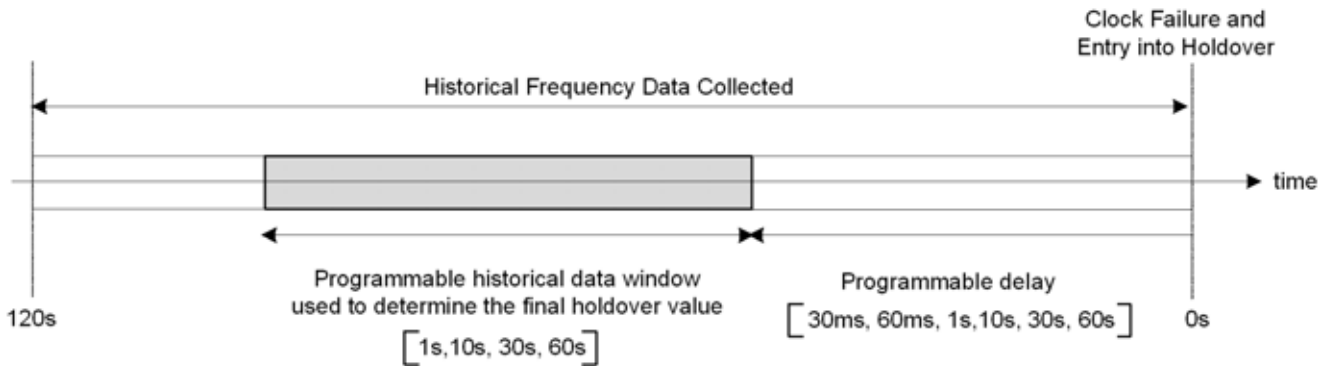 Clock Failure and
Entry into Holdover
Historical Frequency Data Collected
time
Programmable historical data window
used to determine the final holdover value
[1s,10s, 30s, 60s]
Programmable delay
[30ms, 60ms, 1s,10s, 30s, 60s]
120s
0s